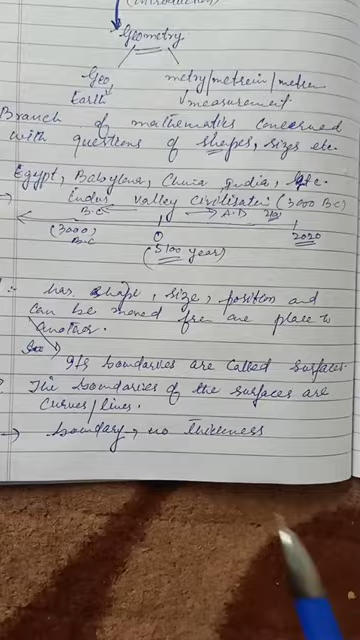 (Introduction)
Geometry
Geo metry/metrein/metren
Earth measurement
Branch of mathematics concerned
with questions of shapes, sizes etc.
Egypt, Babylona, China, India, etc.
→ Indus Valley Civilisation (3000 BC)
B.C A.D
(3000) 0 2020
B.C
(5100 year)
:- has shape, size, position and
can be moved from one place to
another.
Its boundaries are called surfaces.
The boundaries of the surfaces are
curves/lines.
→ boundary → no thickness